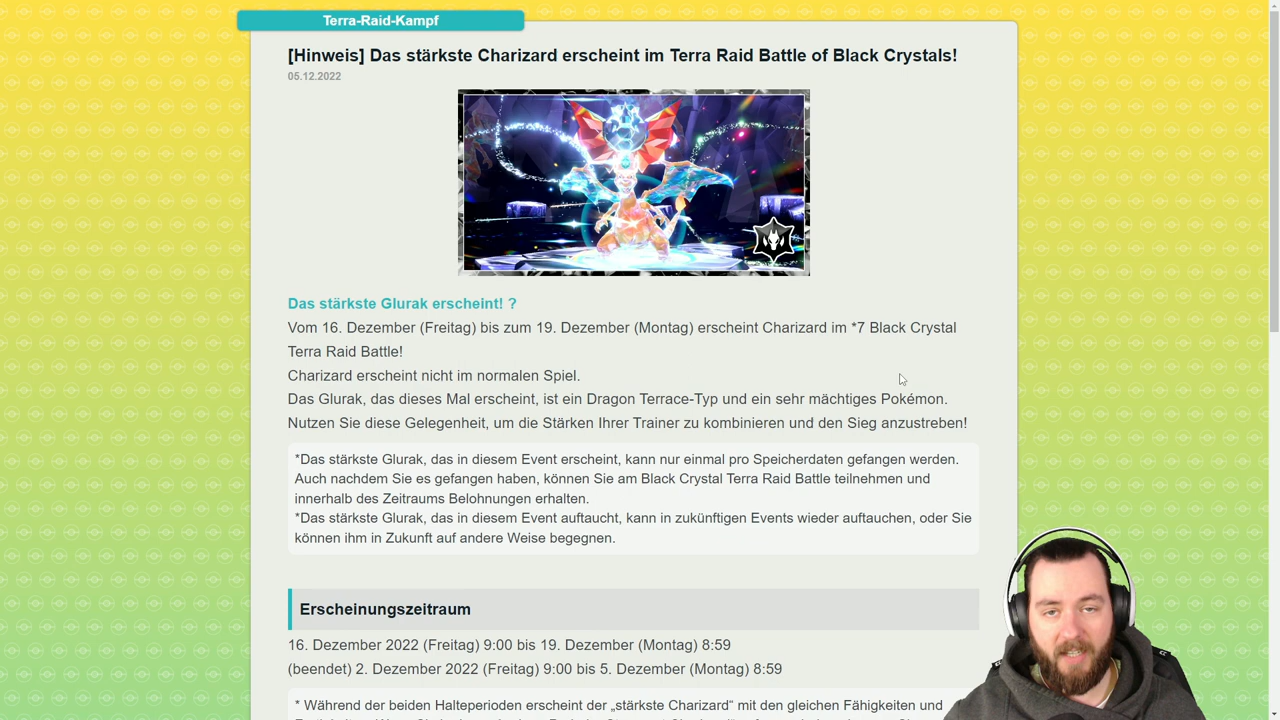 Terra-Raid-Kampf
[Hinweis] Das stärkste Charizard erscheint im Terra Raid Battle of Black Crystals!
05.12.2022
Das stärkste Glurak erscheint! ?
Vom 16. Dezember (Freitag) bis zum 19. Dezember (Montag) erscheint Charizard im *7 Black Crystal
Terra Raid Battle!
Charizard erscheint nicht im normalen Spiel.
Das Glurak, das dieses Mal erscheint, ist ein Dragon Terrace-Typ und ein sehr mächtiges Pokémon.
Nutzen Sie diese Gelegenheit, um die Stärken Ihrer Trainer zu kombinieren und den Sieg anzustreben!
*Das stärkste Glurak, das in diesem Event erscheint, kann nur einmal pro Speicherdaten gefangen werden.
Auch nachdem Sie es gefangen haben, können Sie am Black Crystal Terra Raid Battle teilnehmen und
innerhalb des Zeitraums Belohnungen erhalten.
*Das stärkste Glurak, das in diesem Event auftaucht, kann in zukünftigen Events wieder auftauchen, oder Sie
können ihm in Zukunft auf andere Weise begegnen.
Erscheinungszeitraum
16. Dezember 2022 (Freitag) 9:00 bis 19. Dezember (Montag) 8:59
(beendet) 2. Dezember 2022 (Freitag) 9:00 bis 5. Dezember (Montag) 8:59
* Während der beiden Halteperioden erscheint der „stärkste Charizard“ mit den gleichen Fähigkeiten und